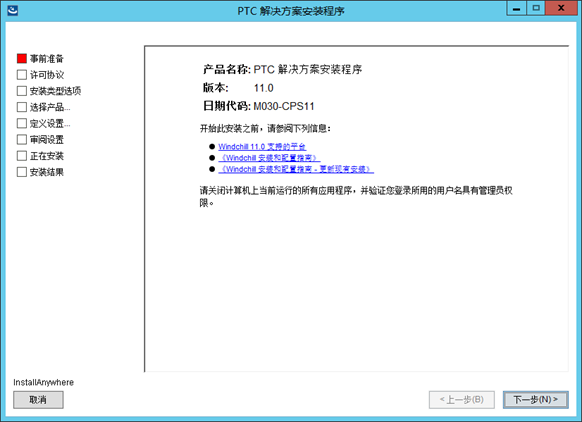 PTC 解决方案安装程序
事前准备
许可协议
安装类型选项
选择产品...
定义设置...
审阅设置
正在安装
安装结果
产品名称: PTC 解决方案安装程序
版本: 11.0
日期代码: M030-CPS11
开始此安装之前，请参阅下列信息：
Windchill 11.0 支持的平台
《Windchill 安装和配置指南》
《Windchill 安装和配置指南 - 更新现有安装》
请关闭计算机上当前运行的所有应用程序，并验证您登录所用的用户名具有管理员权
限。
InstallAnywhere
取消
< 上一步(B)
下一步(N) >